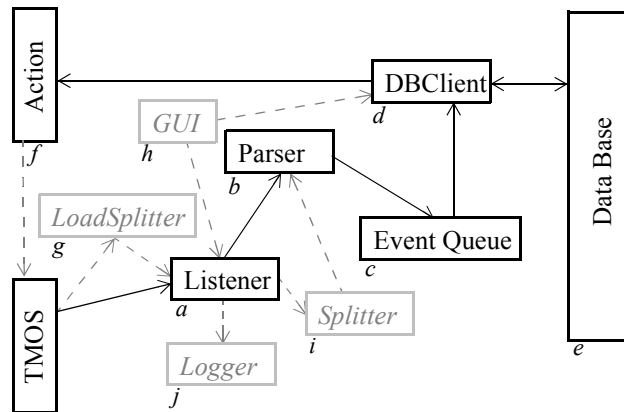 Action
f
DBClient
d
Data Base
e
GUI
h
Parser
b
LoadSplitter
g
Event Queue
c
Listener
a
TMOS
Splitter
i
Logger
j